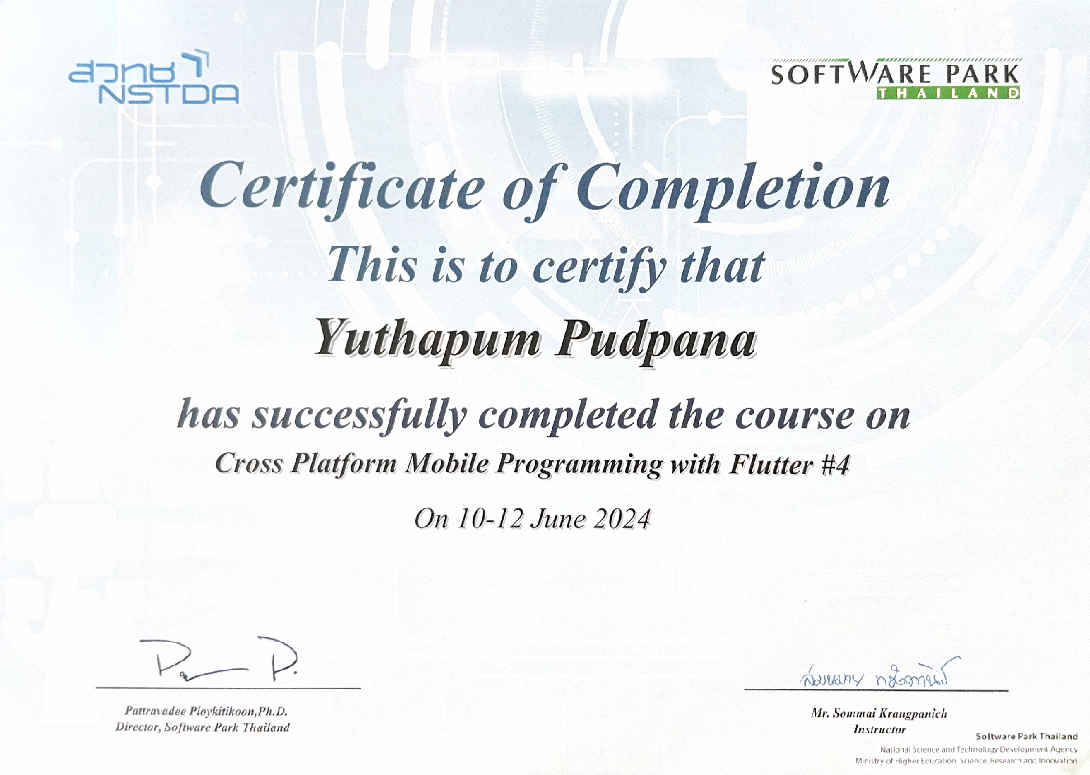 สวทช
NSTDA
SOFTWARE PARK
THAILAND
Certificate of Completion
This is to certify that
Yuthapum Pudpana
has successfully completed the course on
Cross Platform Mobile Programming with Flutter #4
On 10-12 June 2024
P P.
Pattravadee Ploykitikoon,Ph.D.
Director, Software Park Thailand
Mr. Sommai Krangpanich
Instructor
Software Park Thailand
National Science and Technology Development Agency
Ministry of Higher Education, Science, Research and Innovation